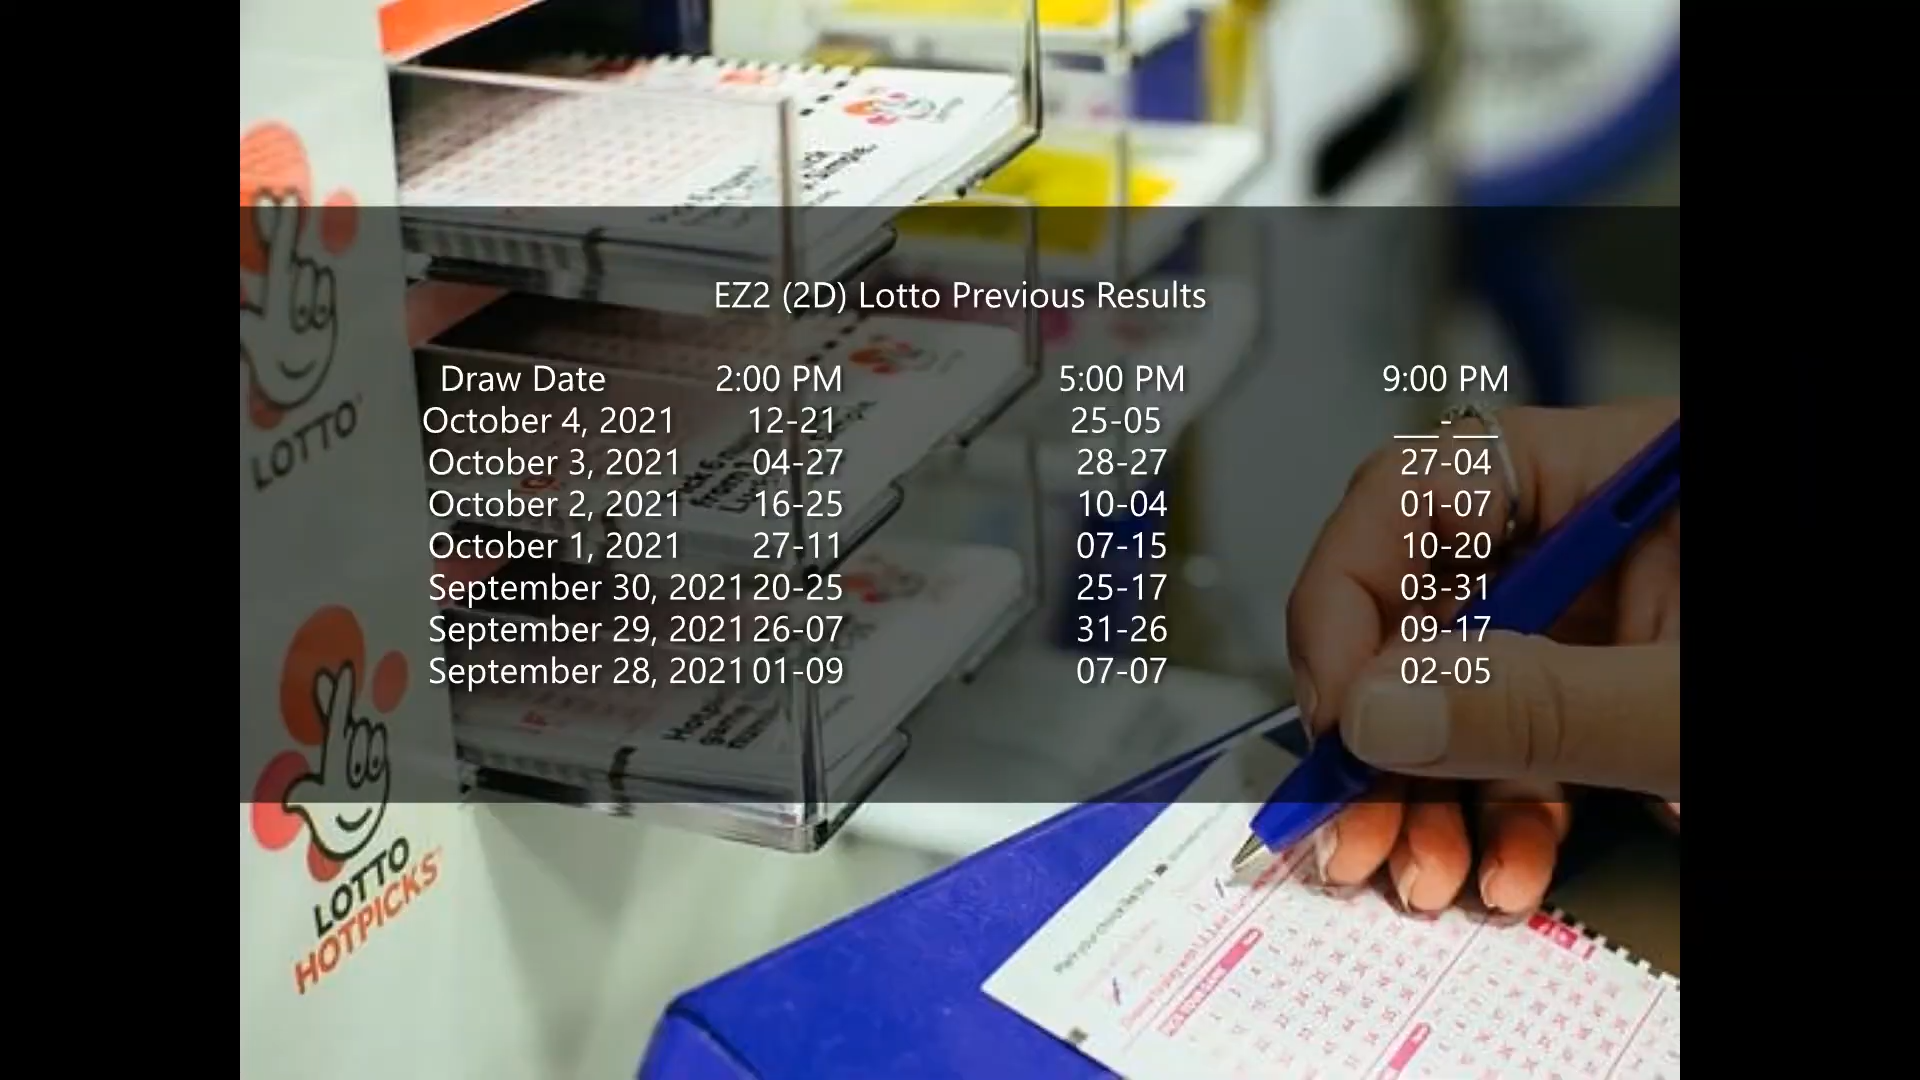 EZ2 (2D) Lotto Previous Results
Draw Date 2:00 PM 5:00 PM 9:00 PM
October 4, 2021 12-21 25-05 __-__
October 3, 2021 04-27 28-27 27-04
October 2, 2021 16-25 10-04 01-07
October 1, 2021 27-11 07-15 10-20
September 30, 2021 20-25 25-17 03-31
September 29, 2021 26-07 31-26 09-17
September 28, 2021 01-09 07-07 02-05
LOTTO
LOTTO
HOTPICKS